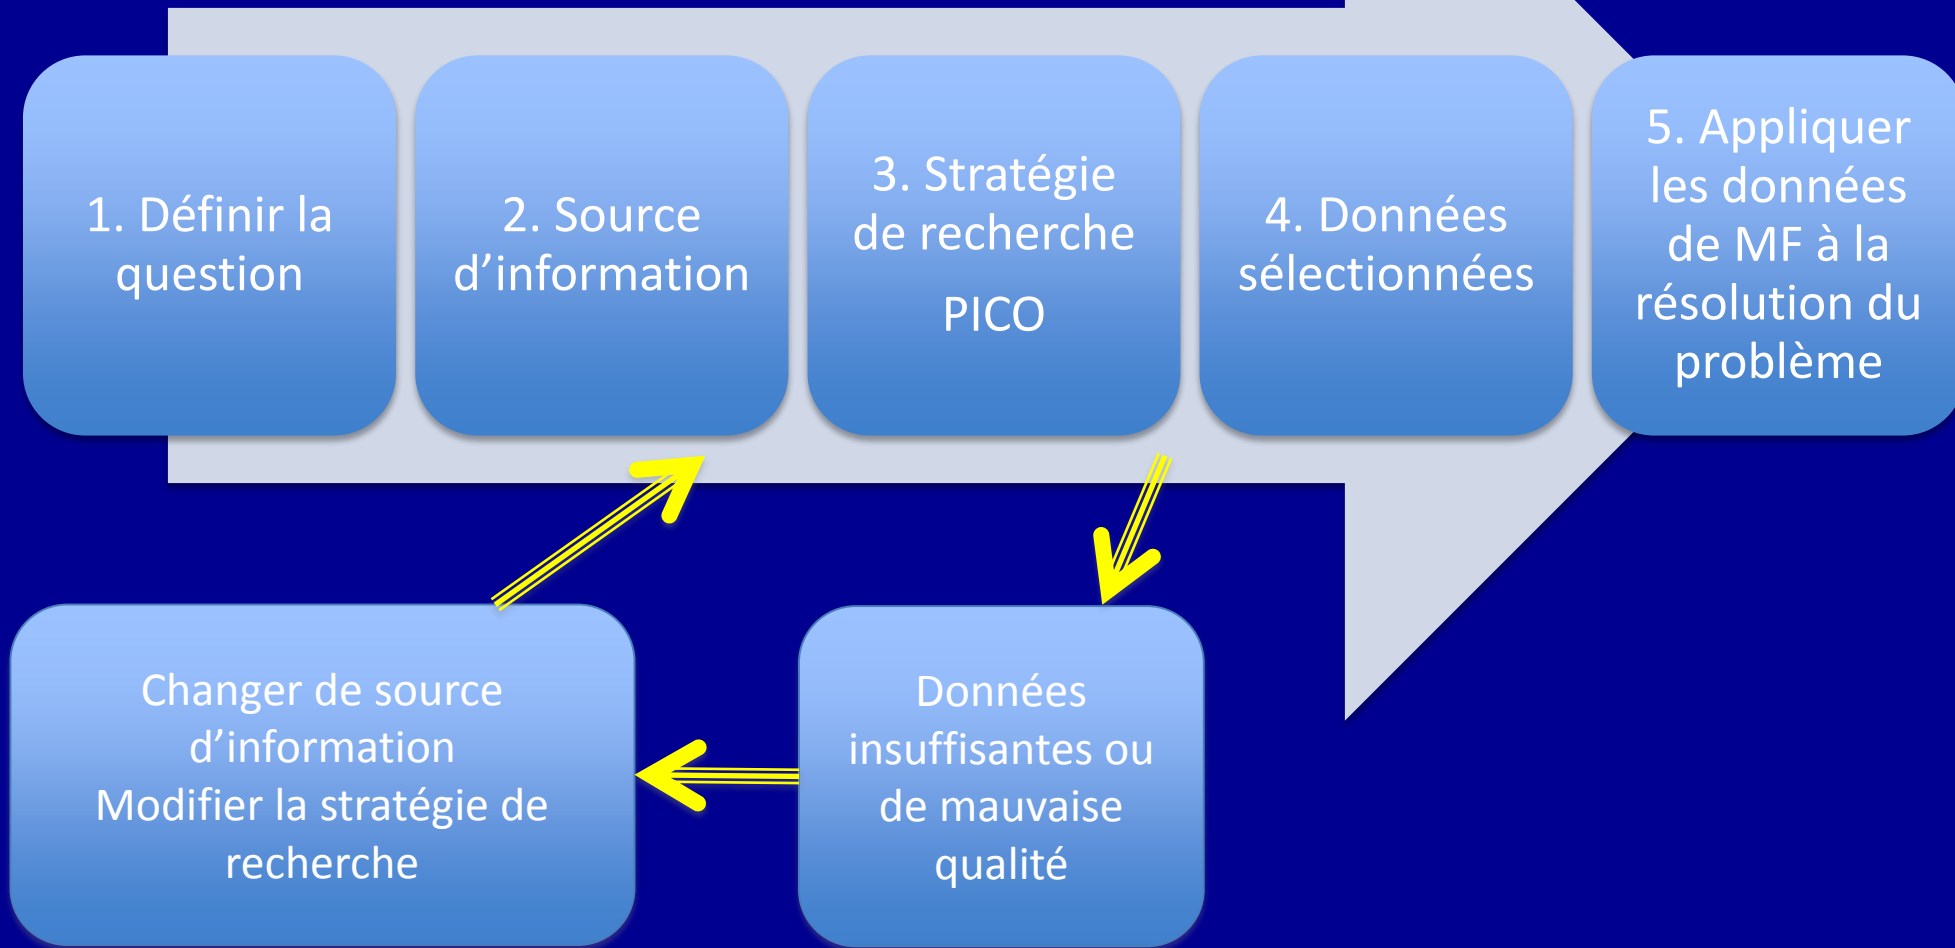 1. Définir la
question
2. Source
d’information
3. Stratégie
de recherche
PICO
4. Données
sélectionnées
5. Appliquer
les données
de MF à la
résolution du
problème
Changer de source
d’information
Modifier la stratégie de
recherche
Données
insuffisantes ou
de mauvaise
qualité